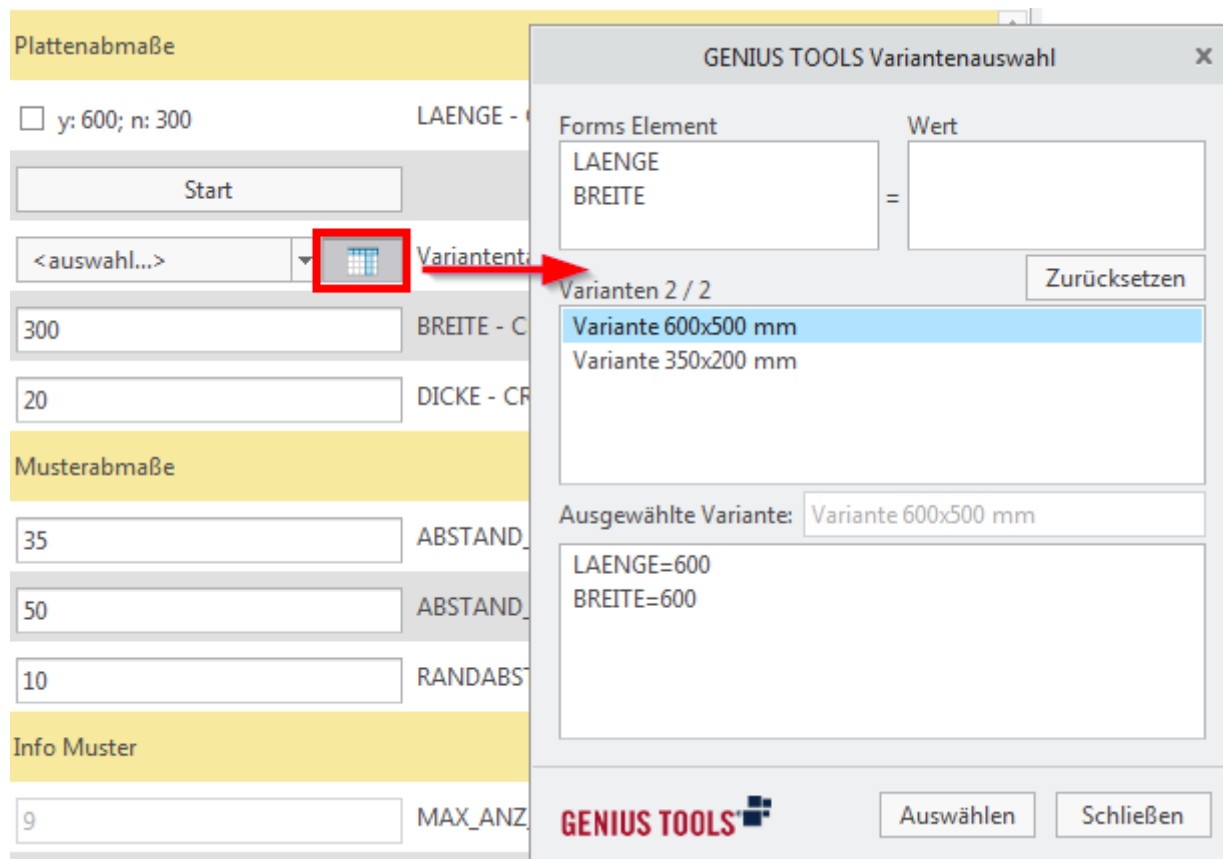 Plattenabmaße
y: 600; n: 300
LAENGE -
Start
<auswahl...>
BREITE - C
300
DICKE - CR
20
Musterabmaße
35
ABSTAND_
50
ABSTAND_
10
RANDABST
Info Muster
9
MAX_ANZ_
GENIUS TOOLS Variantenauswahl
x
Forms Element
Wert
LAENGE
BREITE
=
Zurücksetzen
Varianten 2 / 2
Variante 600x500 mm
Variante 350x200 mm
Ausgewählte Variante: Variante 600x500 mm
LAENGE=600
BREITE=600
GENIUS TOOLS
Auswählen
Schließen